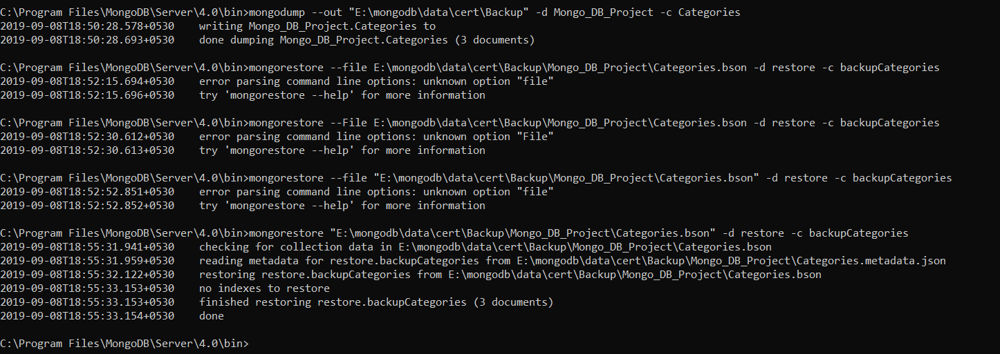 C:\Program Files\MongoDB\Server\4.0\bin>mongodump --out "E:\mongodb\data\cert\Backup" -d Mongo_DB_Project -c Categories
2019-09-08T18:50:28.578+0530    writing Mongo_DB_Project.Categories to
2019-09-08T18:50:28.693+0530    done dumping Mongo_DB_Project.Categories (3 documents)

C:\Program Files\MongoDB\Server\4.0\bin>mongorestore --file E:\mongodb\data\cert\Backup\Mongo_DB_Project\Categories.bson -d restore -c backupCategories
2019-09-08T18:52:15.694+0530    error parsing command line options: unknown option "file"
2019-09-08T18:52:15.696+0530    try 'mongorestore --help' for more information

C:\Program Files\MongoDB\Server\4.0\bin>mongorestore --File E:\mongodb\data\cert\Backup\Mongo_DB_Project\Categories.bson -d restore -c backupCategories
2019-09-08T18:52:30.612+0530    error parsing command line options: unknown option "File"
2019-09-08T18:52:30.613+0530    try 'mongorestore --help' for more information

C:\Program Files\MongoDB\Server\4.0\bin>mongorestore --file "E:\mongodb\data\cert\Backup\Mongo_DB_Project\Categories.bson" -d restore -c backupCategories
2019-09-08T18:52:52.851+0530    error parsing command line options: unknown option "file"
2019-09-08T18:52:52.852+0530    try 'mongorestore --help' for more information

C:\Program Files\MongoDB\Server\4.0\bin>mongorestore "E:\mongodb\data\cert\Backup\Mongo_DB_Project\Categories.bson" -d restore -c backupCategories
2019-09-08T18:55:31.941+0530    checking for collection data in E:\mongodb\data\cert\Backup\Mongo_DB_Project\Categories.bson
2019-09-08T18:55:31.959+0530    reading metadata for restore.backupCategories from E:\mongodb\data\cert\Backup\Mongo_DB_Project\Categories.metadata.json
2019-09-08T18:55:32.122+0530    restoring restore.backupCategories from E:\mongodb\data\cert\Backup\Mongo_DB_Project\Categories.bson
2019-09-08T18:55:33.153+0530    no indexes to restore
2019-09-08T18:55:33.153+0530    finished restoring restore.backupCategories (3 documents)
2019-09-08T18:55:33.154+0530    done

C:\Program Files\MongoDB\Server\4.0\bin>